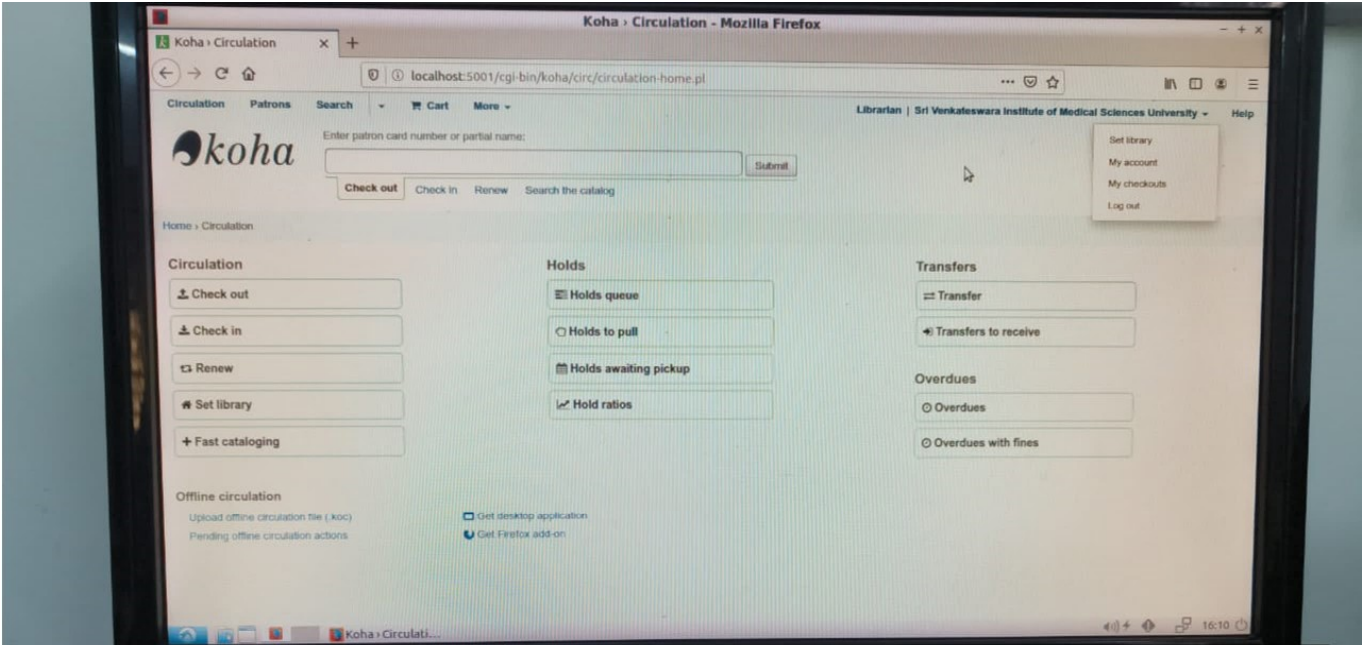 Koha › Circulation - Mozilla Firefox
Koha › Circulation
localhost:5001/cgi-bin/koha/circ/circulation-home.pl
Circulation Patrons Search Cart More
Librarian | Sri Venkateswara Institute of Medical Sciences University Help
Set library
My account
My checkouts
Log out
koha
Enter patron card number or partial name:
Submit
Check out Check in Renew Search the catalog
Home › Circulation
Circulation
Check out
Check in
Renew
Set library
Fast cataloging
Holds
Holds queue
Holds to pull
Holds awaiting pickup
Hold ratios
Transfers
Transfer
Transfers to receive
Overdues
Overdues
Overdues with fines
Offline circulation
Upload offline circulation file (.koc)
Pending offline circulation actions
Get desktop application
Get Firefox add-on
Koha › Circulati...
16:10